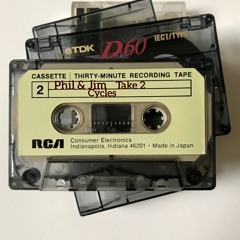 TDK D60
IECI/TYPE I
CASSETTE THIRTY-MINUTE RECORDING TAPE
2 Phil & Jim Take 2
Cycles
RCA Consumer Electronics
Indianapolis, Indiana 46201 - Made in Japan